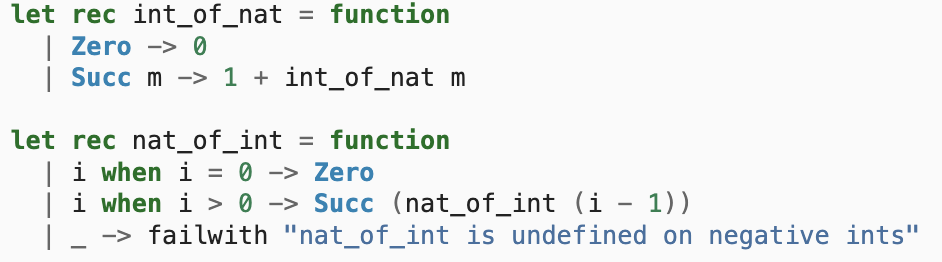 let rec int_of_nat = function
  | Zero -> 0
  | Succ m -> 1 + int_of_nat m

let rec nat_of_int = function
  | i when i = 0 -> Zero
  | i when i > 0 -> Succ (nat_of_int (i - 1))
  | _ -> failwith "nat_of_int is undefined on negative ints"